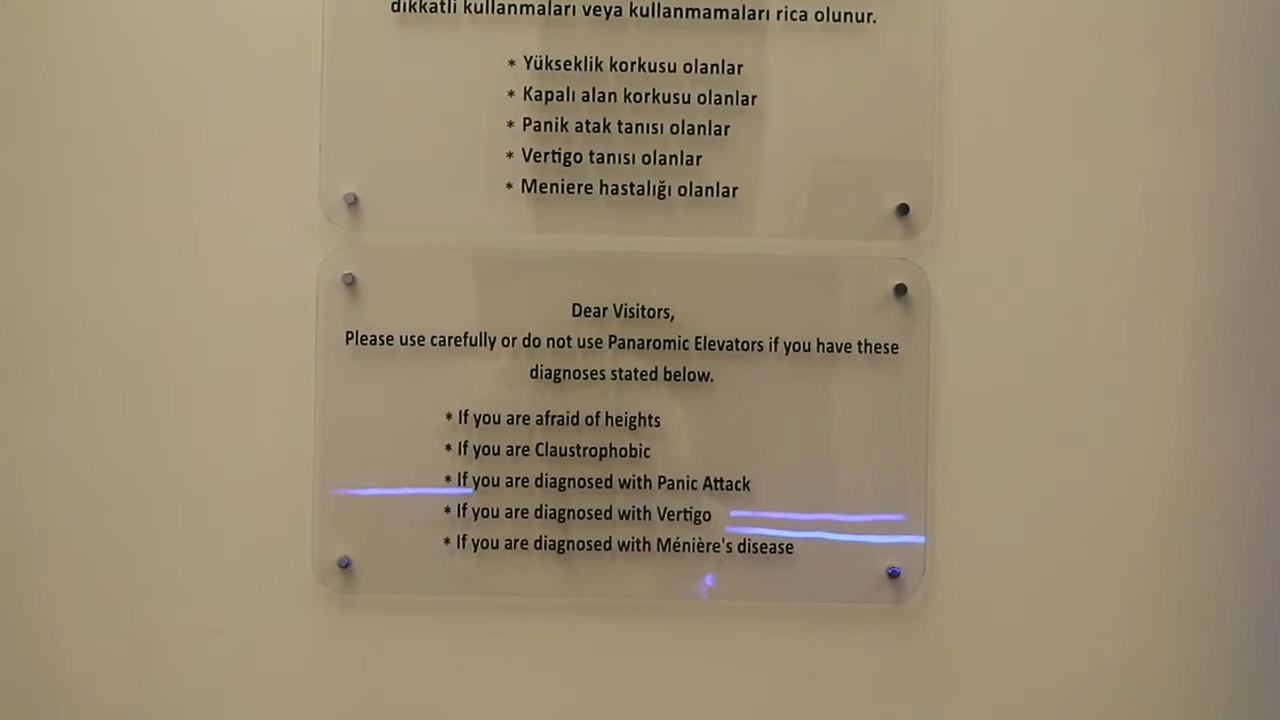 dikkatli kullanmaları veya kullanmamaları rica olunur.
* Yükseklik korkusu olanlar
* Kapalı alan korkusu olanlar
* Panik atak tanısı olanlar
* Vertigo tanısı olanlar
* Meniere hastalığı olanlar
Dear Visitors,
Please use carefully or do not use Panaromic Elevators if you have these
diagnoses stated below.
* If you are afraid of heights
* If you are Claustrophobic
* If you are diagnosed with Panic Attack
* If you are diagnosed with Vertigo
* If you are diagnosed with Ménière's disease